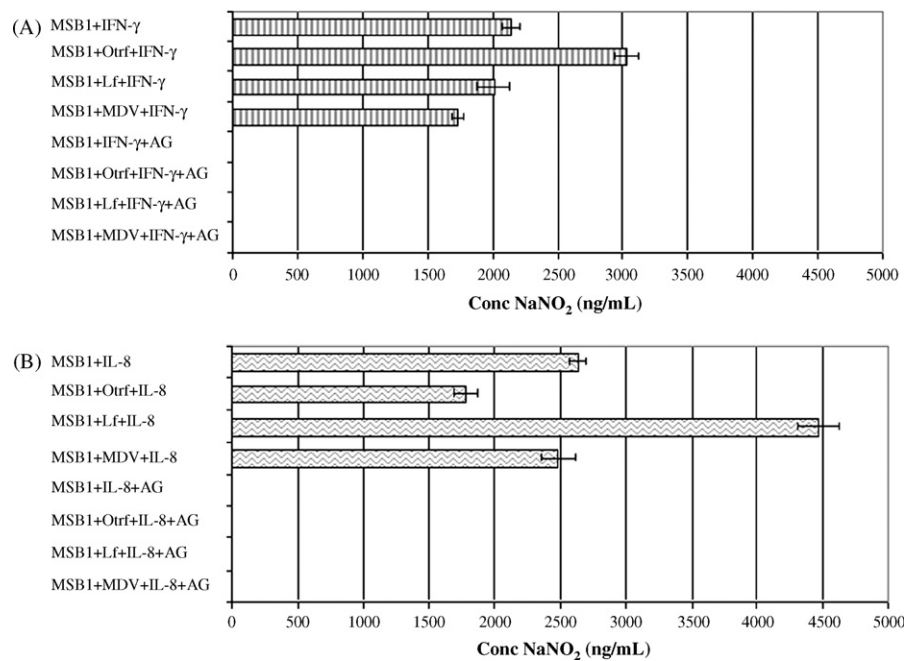 (A)
MSB1+IFN-γ
MSB1+Otrf+IFN-γ
MSB1+Lf+IFN-γ
MSB1+MDV+IFN-γ
MSB1+IFN-γ+AG
MSB1+Otrf+IFN-γ+AG
MSB1+Lf+IFN-γ+AG
MSB1+MDV+IFN-γ+AG
0 500 1000 1500 2000 2500 3000 3500 4000 4500 5000
Conc NaNO₂ (ng/mL)
(B)
MSB1+IL-8
MSB1+Otrf+IL-8
MSB1+Lf+IL-8
MSB1+MDV+IL-8
MSB1+IL-8+AG
MSB1+Otrf+IL-8+AG
MSB1+Lf+IL-8+AG
MSB1+MDV+IL-8+AG
0 500 1000 1500 2000 2500 3000 3500 4000 4500 5000
Conc NaNO₂ (ng/mL)